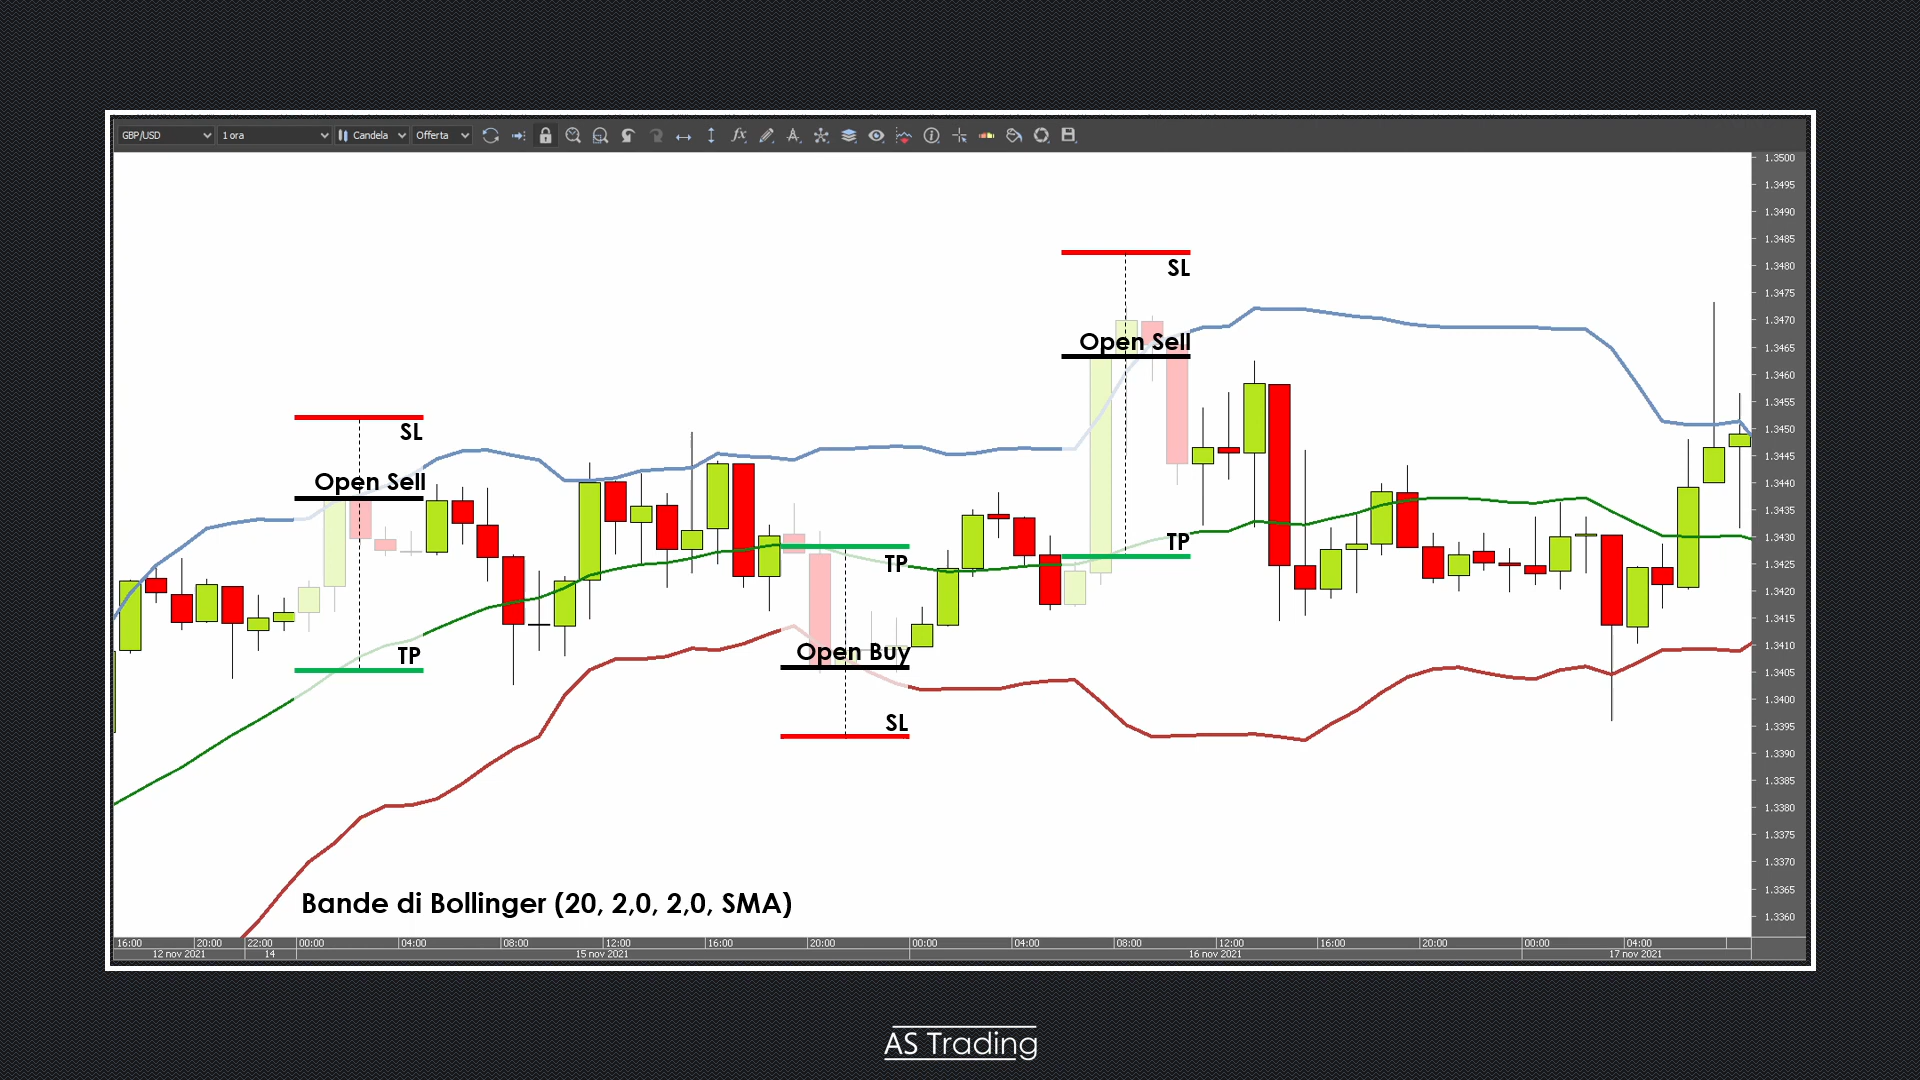 GBP/USD 1 ora Candela Offerta
1.3500
1.3495
1.3490
1.3485
1.3480
1.3475
1.3470
1.3465
1.3460
1.3455
1.3450
1.3445
1.3440
1.3435
1.3430
1.3425
1.3420
1.3415
1.3410
1.3405
1.3400
1.3395
1.3390
1.3385
1.3380
1.3375
1.3370
1.3365
1.3360
SL
Open Sell
TP
TP
Open Buy
SL
SL
Open Sell
TP
Bande di Bollinger (20, 2,0, 2,0, SMA)
16:00 20:00 22:00 00:00 04:00 08:00 12:00 16:00 20:00 00:00 04:00 08:00 12:00 16:00 20:00 00:00 04:00
12 nov 2021 14 15 nov 2021 16 nov 2021 17 nov 2021
AS Trading